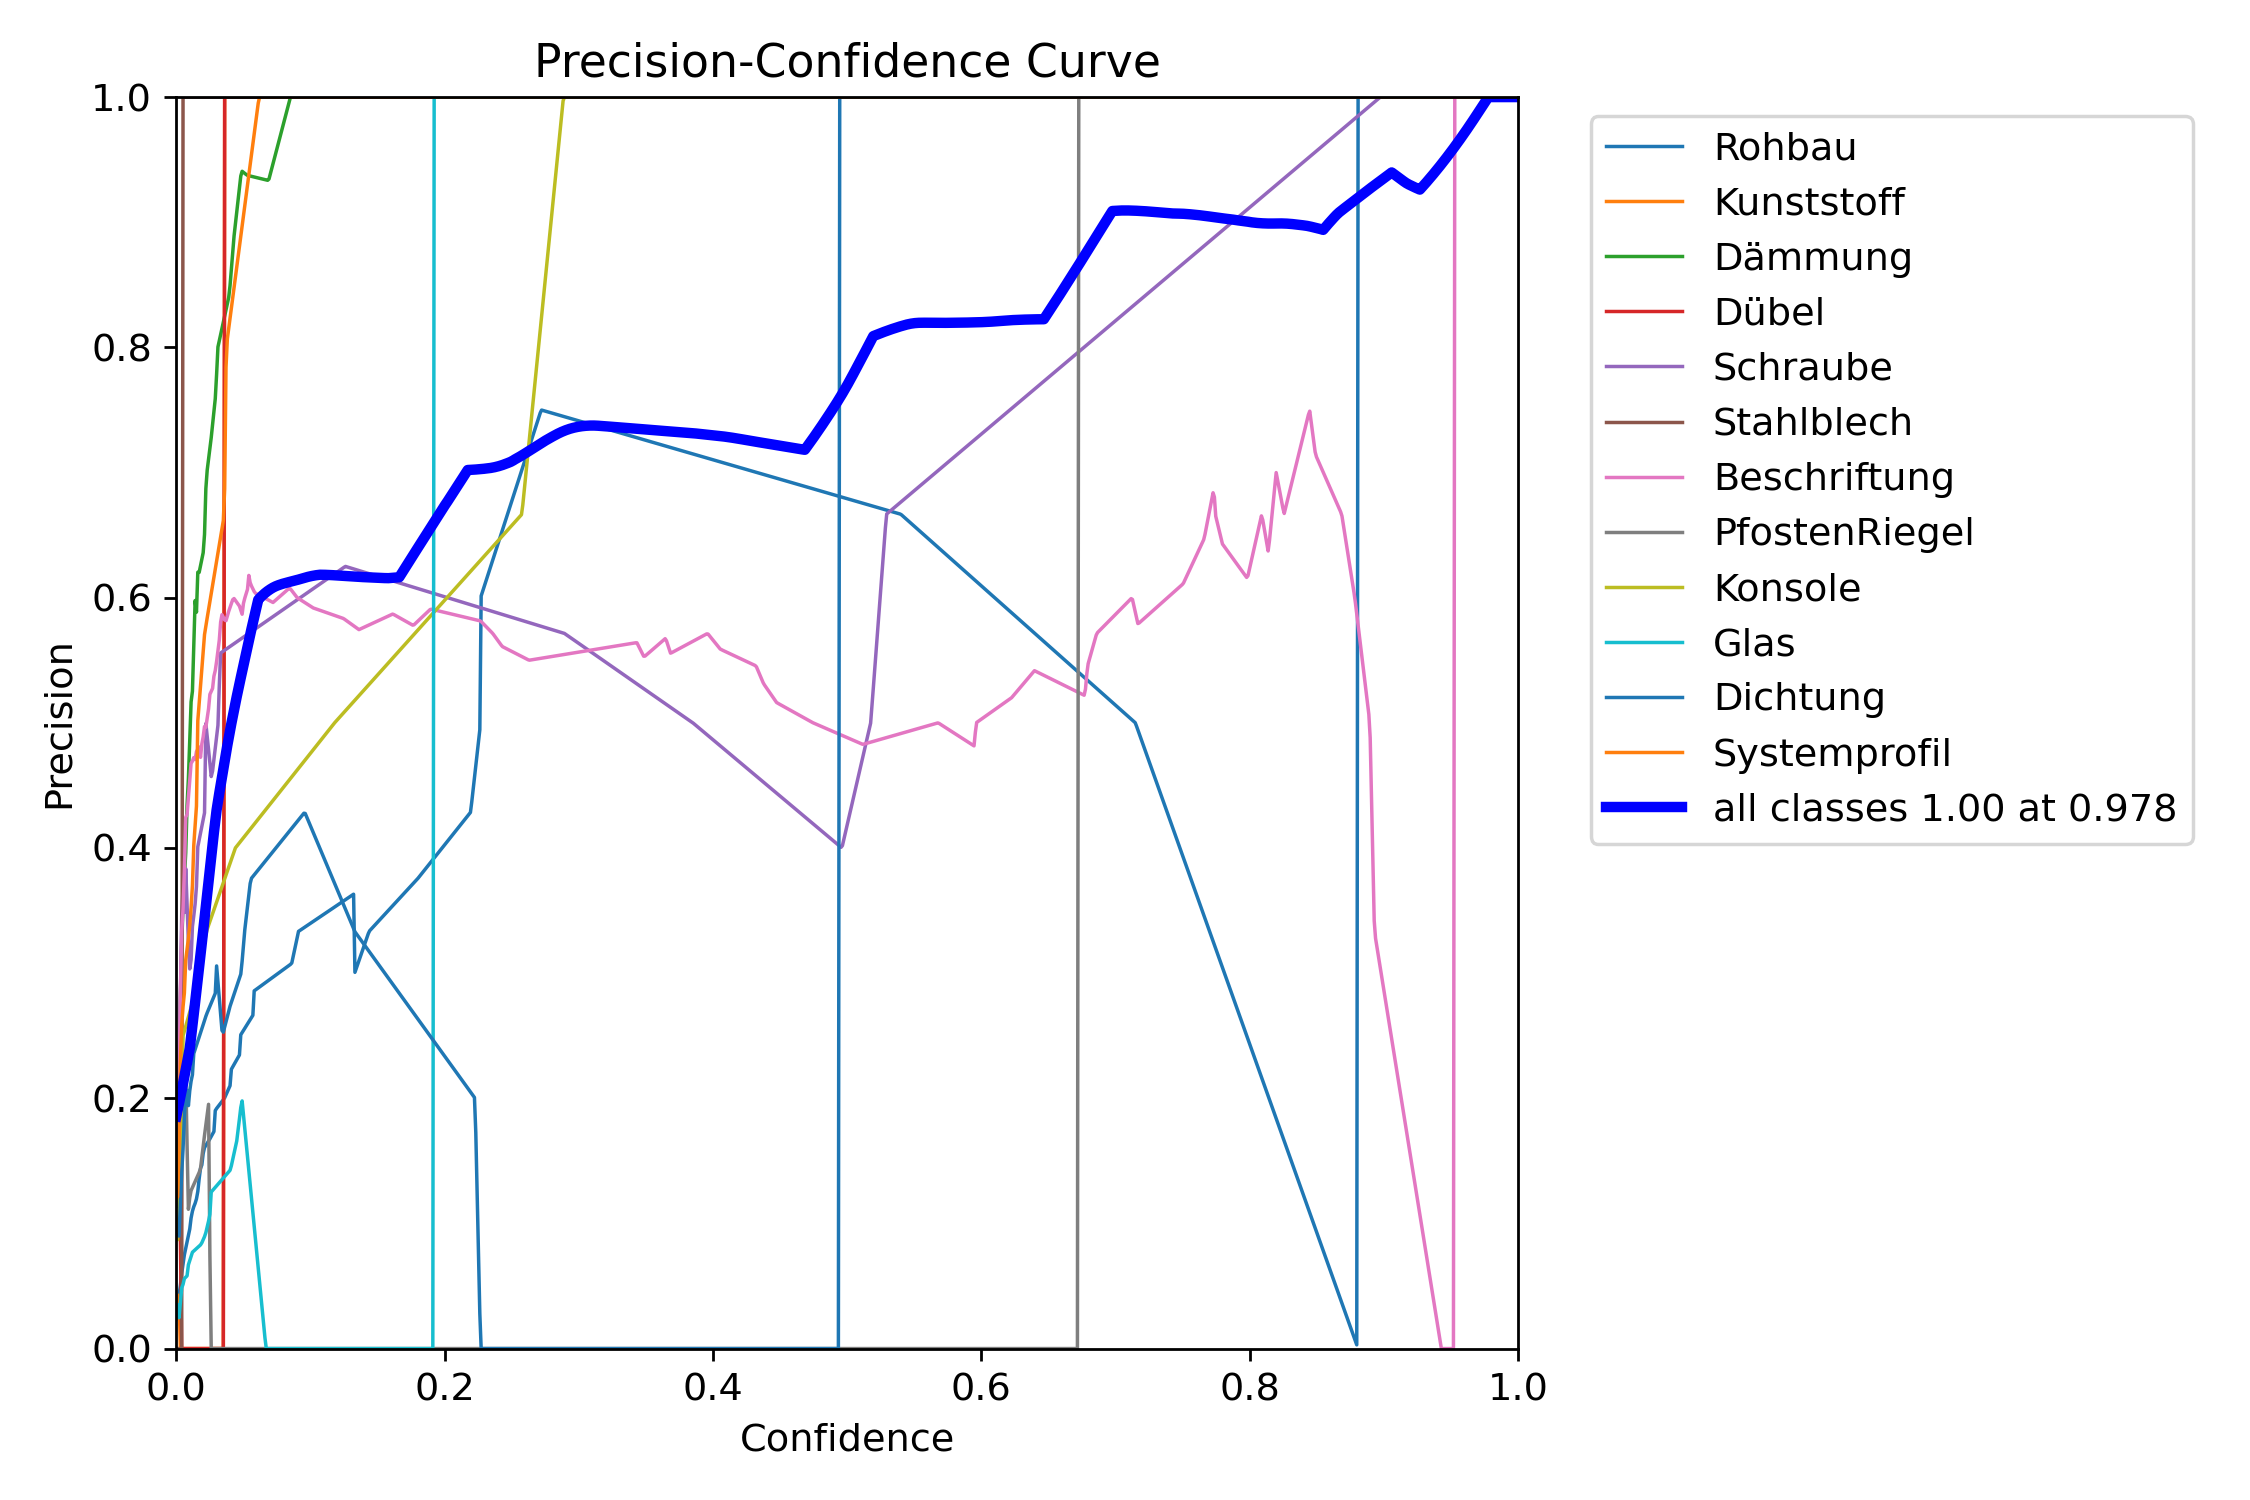 Precision-Confidence Curve
1.0
0.8
0.6
0.4
0.2
0.0
Precision
0.0 0.2 0.4 0.6 0.8 1.0
Confidence
Rohbau
Kunststoff
Dämmung
Dübel
Schraube
Stahlblech
Beschriftung
PfostenRiegel
Konsole
Glas
Dichtung
Systemprofil
all classes 1.00 at 0.978